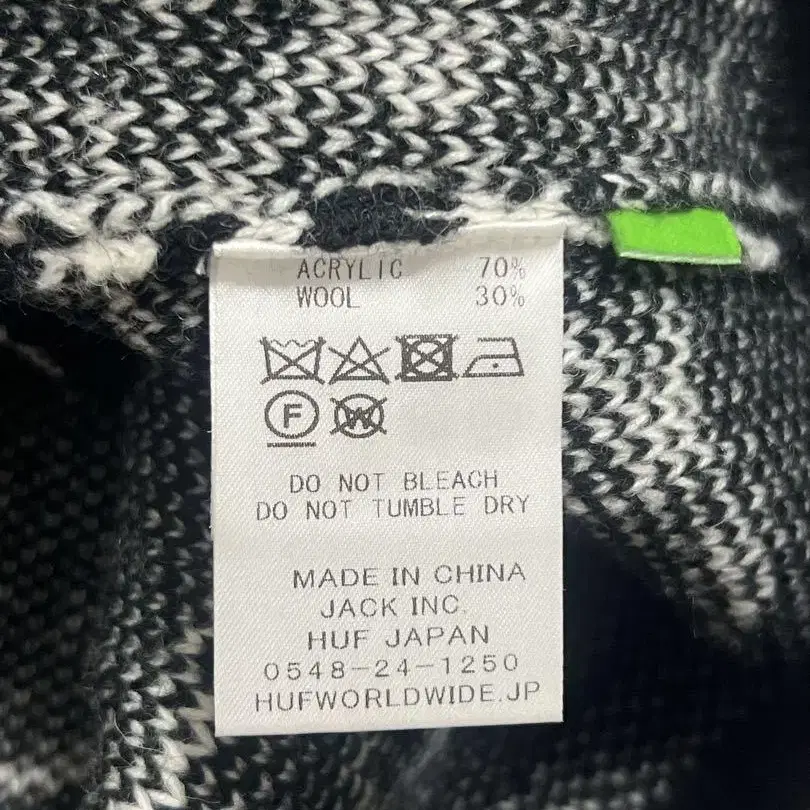 ACRYLIC 70%
WOOL 30%
F W
DO NOT BLEACH
DO NOT TUMBLE DRY
MADE IN CHINA
JACK INC.
HUF JAPAN
0548-24-1250
HUFWORLDWIDE.JP